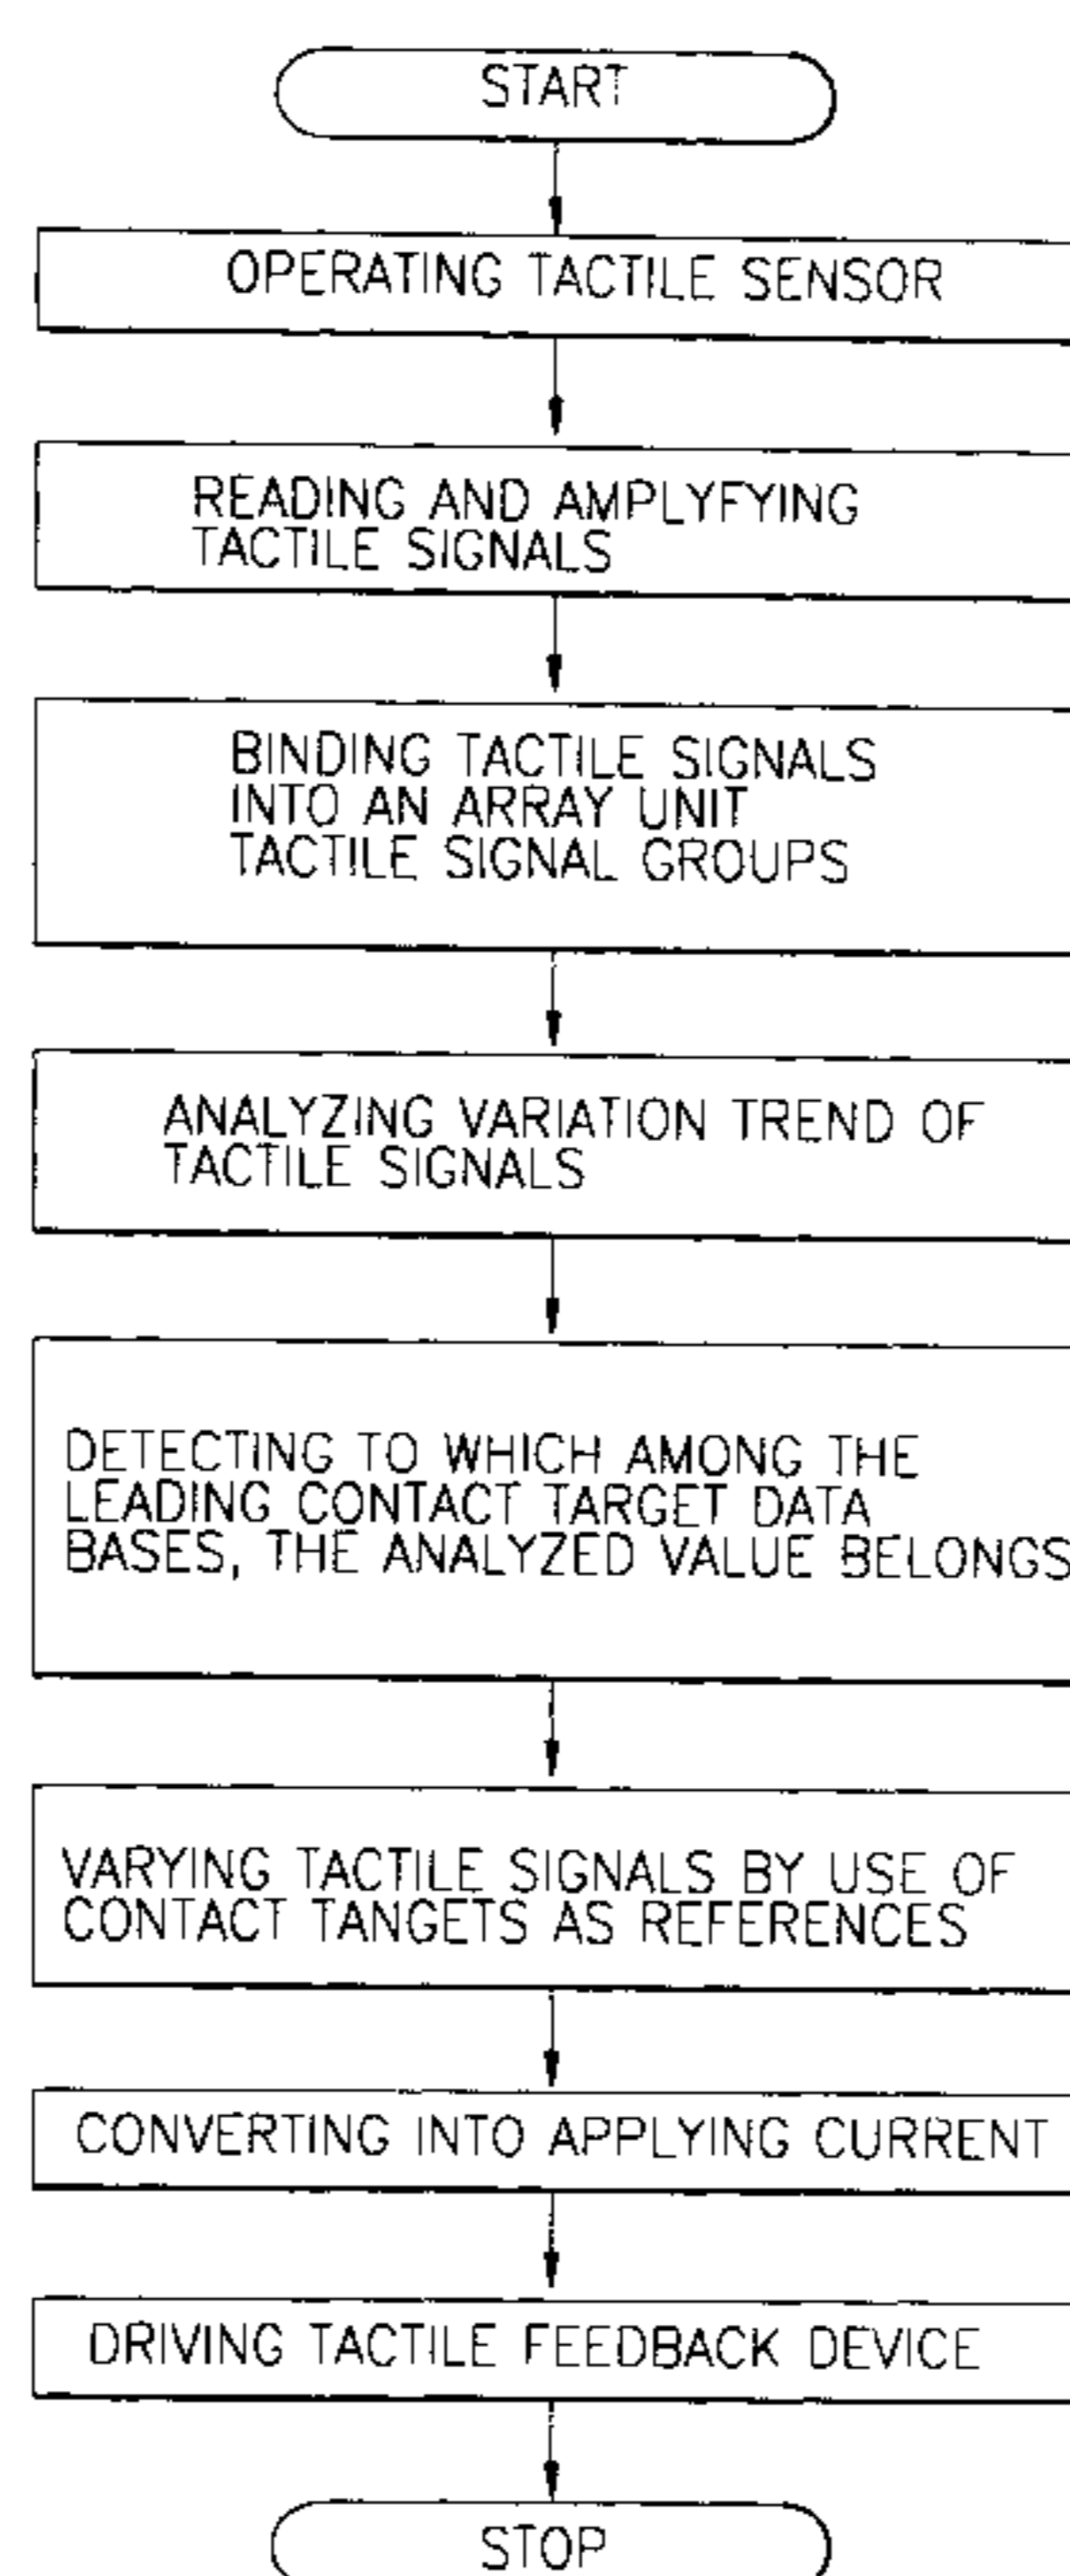 START
OPERATING TACTILE SENSOR
READING AND AMPLYFYING
TACTILE SIGNALS
BINDING TACTILE SIGNALS
INTO AN ARRAY UNIT
TACTILE SIGNAL GROUPS
ANALYZING VARIATION TREND OF
TACTILE SIGNALS
DETECTING TO WHICH AMONG THE
LEADING CONTACT TARGET DATA
BASES, THE ANALYZED VALUE BELONGS
VARYING TACTILE SIGNALS BY USE OF
CONTACT TANGETS AS REFERENCES
CONVERTING INTO APPLYING CURRENT
DRIVING TACTILE FEEDBACK DEVICE
STOP